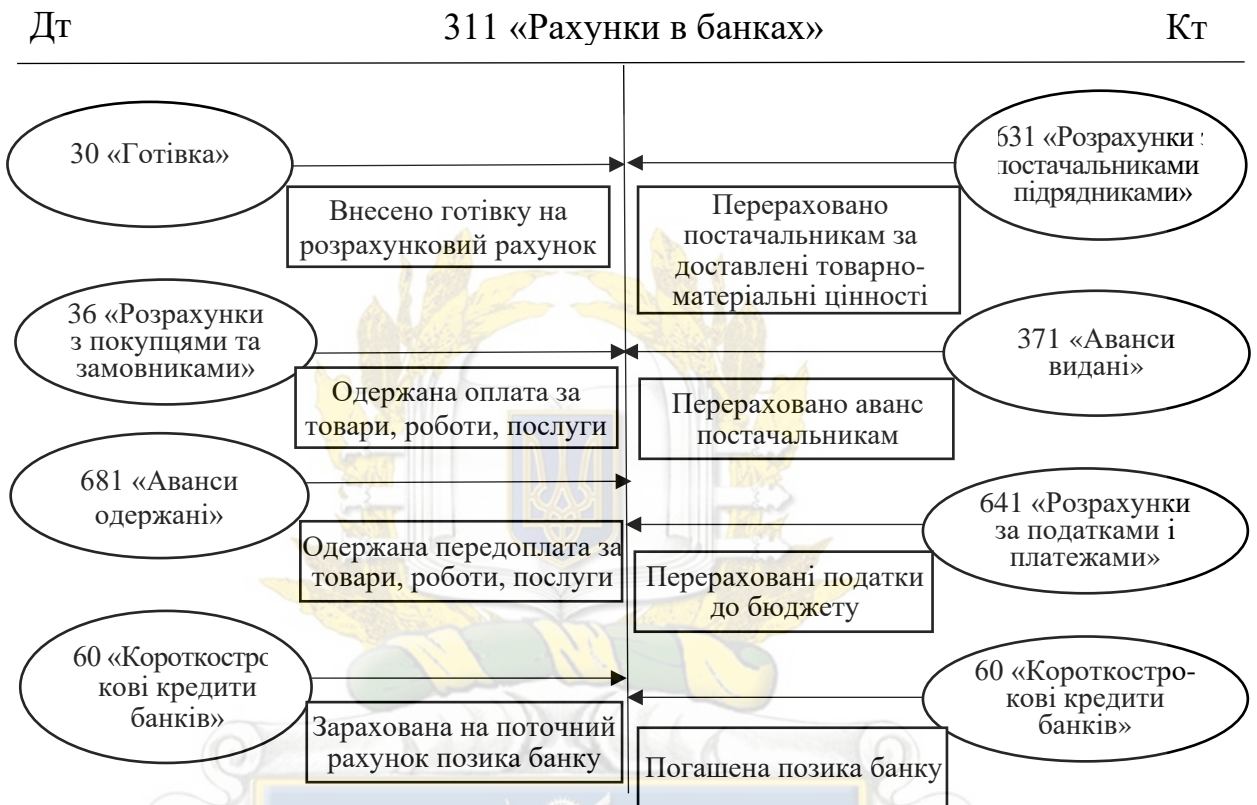 Дт 311 «Рахунки в банках» Кт
30 «Готівка»
Внесено готівку на
розрахунковий рахунок
631 «Розрахунки з
постачальниками
підрядниками»
Перераховано
постачальникам за
доставлені товарно-
матеріальні цінності
36 «Розрахунки
з покупцями та
замовниками»
Одержана оплата за
товари, роботи, послуги
371 «Аванси
видані»
Перераховано аванс
постачальникам
681 «Аванси
одержані»
Одержана передоплата за
товари, роботи, послуги
641 «Розрахунки
за податками і
платежами»
Перераховані податки
до бюджету
60 «Короткостро
кові кредити
банків»
Зарахована на поточний
рахунок позика банку
60 «Короткостро-
кові кредити
банків»
Погашена позика банку